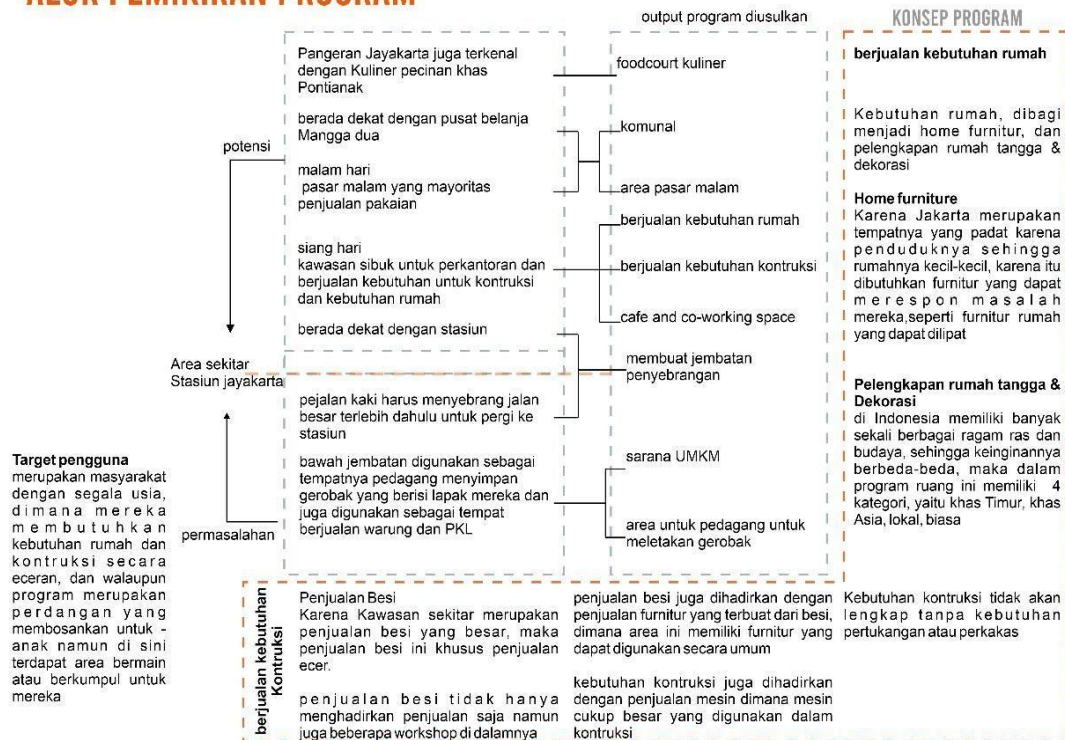 ALUR PEMIKIRAN PROGRAM
output program diusulkan
KONSEP PROGRAM
potensi
Area sekitar
Stasiun jayakarta
permasalahan
Pangeran Jayakarta juga terkenal
dengan Kuliner pecinan khas
Pontianak
berada dekat dengan pusat belanja
Mangga dua
malam hari
pasar malam yang mayoritas
penjualan pakaian
siang hari
kawasan sibuk untuk perkantoran dan
berjualan kebutuhan untuk kontruksi
dan kebutuhan rumah
berada dekat dengan stasiun
pejalan kaki harus menyebrang jalan
besar terlebih dahulu untuk pergi ke
stasiun
bawah jembatan digunakan sebagai
tempatnya pedagang menyimpan
gerobak yang berisi lapak mereka dan
juga digunakan sebagai tempat
berjualan warung dan PKL
foodcourt kuliner
komunal
area pasar malam
berjualan kebutuhan rumah
berjualan kebutuhan kontruksi
cafe and co-working space
membuat jembatan
penyebrangan
sarana UMKM
area untuk pedagang untuk
meletakan gerobak
berjualan kebutuhan rumah
Kebutuhan rumah, dibagi
menjadi home furnitur, dan
pelengkapan rumah tangga &
dekorasi
Home furniture
Karena Jakarta merupakan
tempatnya yang padat karena
penduduknya sehingga
rumahnya kecil-kecil, karena itu
dibutuhkan furnitur yang dapat
merespon masalah
mereka,seperti furnitur rumah
yang dapat dilipat
Pelengkapan rumah tangga &
Dekorasi
di Indonesia memiliki banyak
sekali berbagai ragam ras dan
budaya, sehingga keinginannya
berbeda-beda, maka dalam
program ruang ini memiliki 4
kategori, yaitu khas Timur, khas
Asia, lokal, biasa
Target pengguna
merupakan masyarakat
dengan segala usia,
dimana mereka
membutuhkan
kebutuhan rumah dan
kontruksi secara
eceran, dan walaupun
program merupakan
perdangan yang
membosankan untuk -
anak namun di sini
terdapat area bermain
atau berkumpul untuk
mereka
berjualan kebutuhan
Kontruksi
Penjualan Besi
Karena Kawasan sekitar merupakan
penjualan besi yang besar, maka
penjualan besi ini khusus penjualan
ecer.
penjualan besi tidak hanya
menghadirkan penjualan saja namun
juga beberapa workshop di dalamnya
penjualan besi juga dihadirkan dengan
penjualan furnitur yang terbuat dari besi,
dimana area ini memiliki furnitur yang
dapat digunakan secara umum
kebutuhan kontruksi juga dihadirkan
dengan penjualan mesin dimana mesin
cukup besar yang digunakan dalam
kontruksi
Kebutuhan kontruksi tidak akan
lengkap tanpa kebutuhan
pertukangan atau perkakas